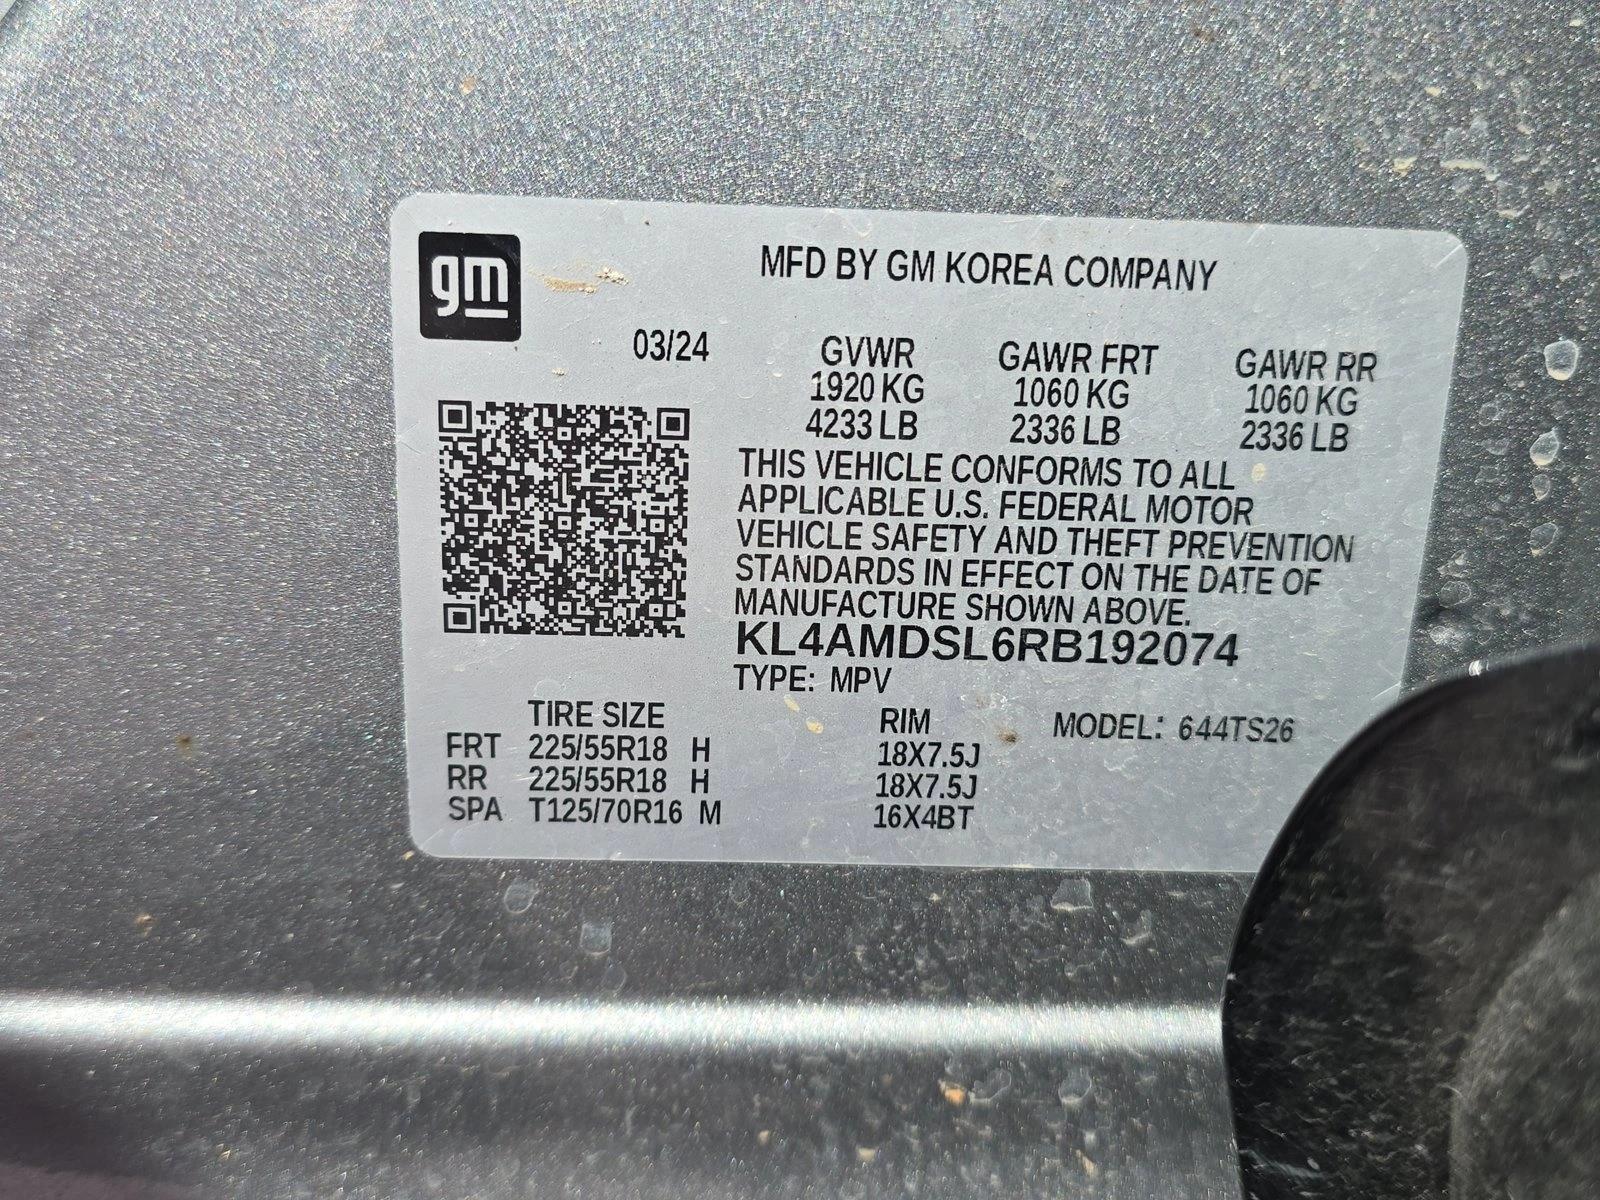 gm
MFD BY GM KOREA COMPANY
03/24
GVWR GAWR FRT GAWR RR
1920 KG 1060 KG 1060 KG
4233 LB 2336 LB 2336 LB
THIS VEHICLE CONFORMS TO ALL
APPLICABLE U.S. FEDERAL MOTOR
VEHICLE SAFETY AND THEFT PREVENTION
STANDARDS IN EFFECT ON THE DATE OF
MANUFACTURE SHOWN ABOVE.
KL4AMDSL6RB192074
TYPE: MPV
TIRE SIZE RIM MODEL: 644TS26
FRT 225/55R18 H 18X7.5J
RR 225/55R18 H 18X7.5J
SPA T125/70R16 M 16X4BT